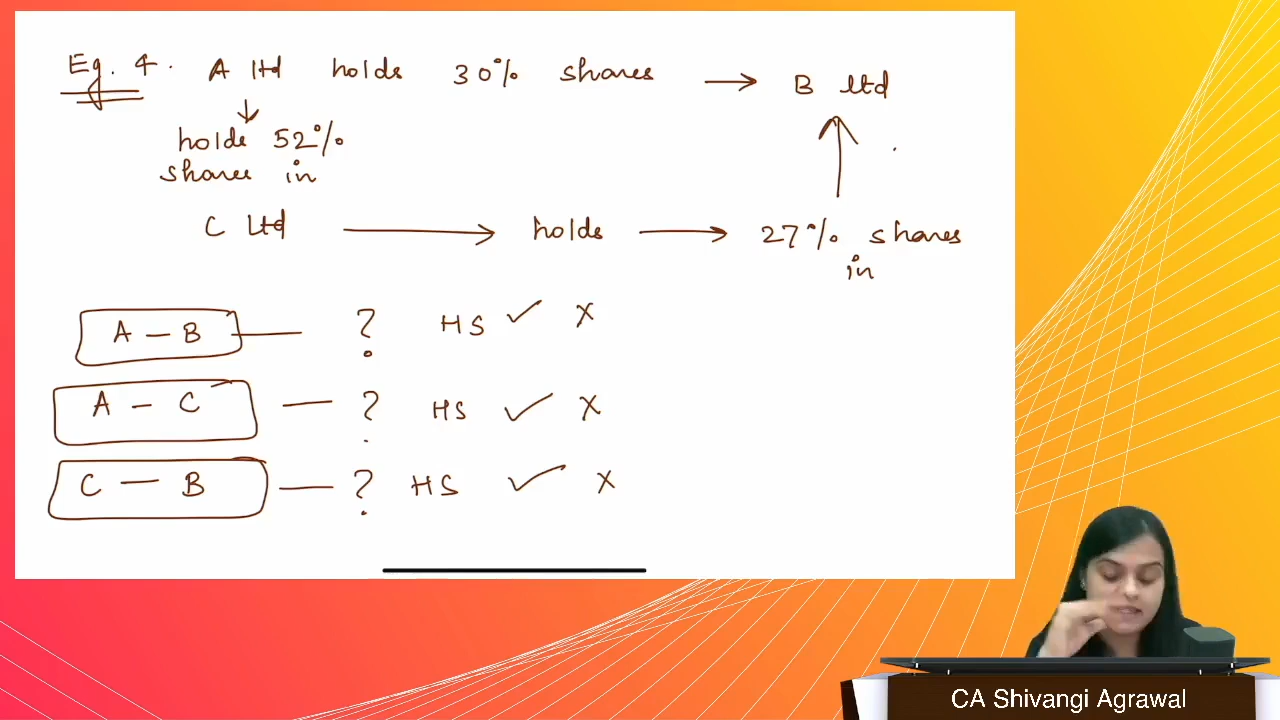 Eg. 4. A ltd holds 30% shares → B ltd
↓
holds 52%
shares in
C Ltd → holds → 27% shares
in
A – B — ? HS ✓ X
A – C — ? HS ✓ X
C – B — ? HS ✓ X
CA Shivangi Agrawal